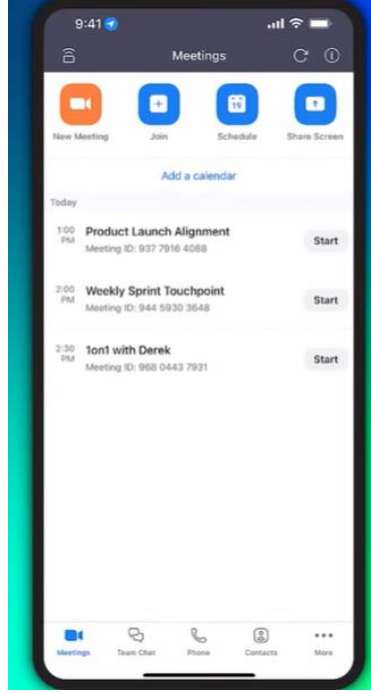 9:41
Meetings
19
New Meeting
Join
Schedule
Share Screen
Add a calendar
Today
1:00 PM
Product Launch Alignment
Meeting ID: 937 7916 4088
Start
2:00 PM
Weekly Sprint Touchpoint
Meeting ID: 944 5930 3648
Start
2:30 PM
1on1 with Derek
Meeting ID: 968 0443 7931
Start
Meetings
Team Chat
Phone
Contacts
More